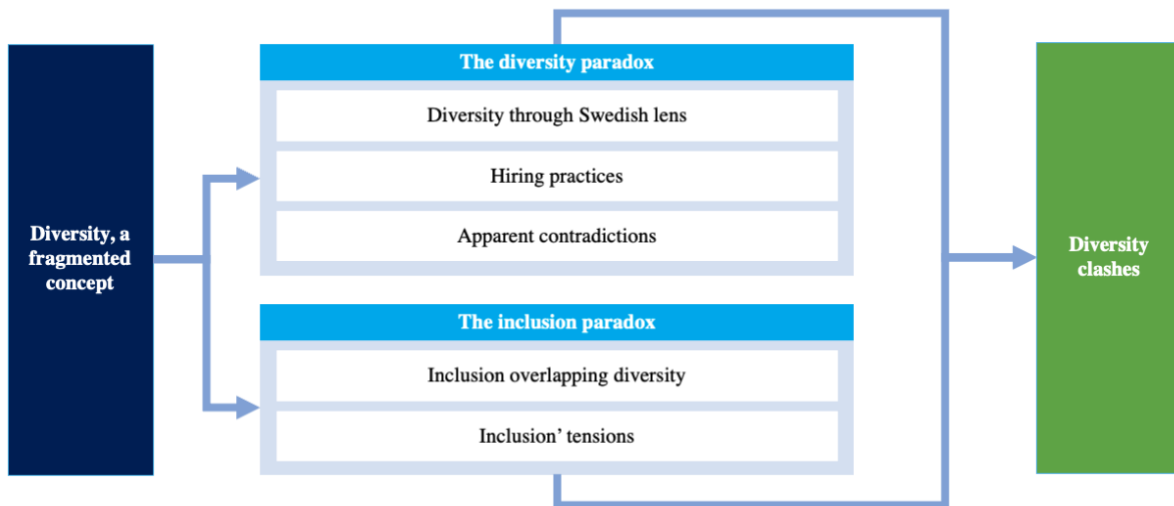 Diversity, a
fragmented
concept
The diversity paradox
Diversity through Swedish lens
Hiring practices
Apparent contradictions
The inclusion paradox
Inclusion overlapping diversity
Inclusion’ tensions
Diversity
clashes